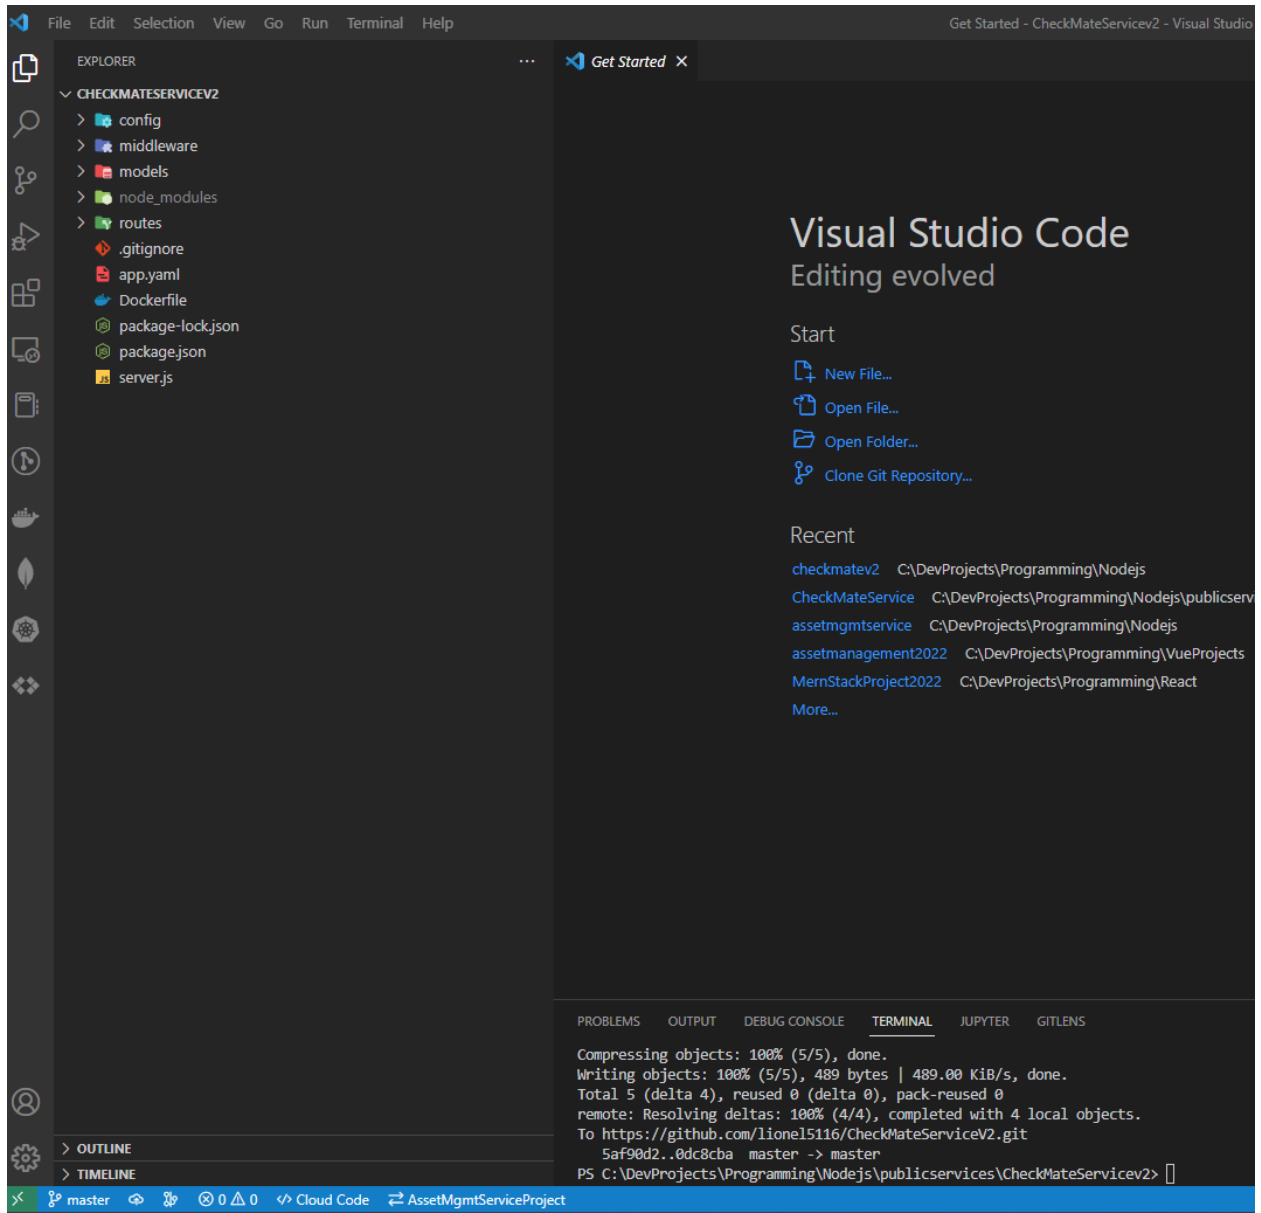 File Edit Selection View Go Run Terminal Help
Get Started - CheckMateServicev2 - Visual Studio
EXPLORER
···
Get Started
CHECKMATESERVICEV2
config
middleware
models
node_modules
routes
.gitignore
app.yaml
Dockerfile
package-lock.json
package.json
JS server.js
Visual Studio Code
Editing evolved
Start
New File...
Open File...
Open Folder...
Clone Git Repository...
Recent
checkmatev2 C:\DevProjects\Programming\Nodejs
CheckMateService C:\DevProjects\Programming\Nodejs\publicserv
assetmgmtservice C:\DevProjects\Programming\Nodejs
assetmanagement2022 C:\DevProjects\Programming\VueProjects
MernStackProject2022 C:\DevProjects\Programming\React
More...
PROBLEMS OUTPUT DEBUG CONSOLE TERMINAL JUPYTER GITLENS
Compressing objects: 100% (5/5), done.
Writing objects: 100% (5/5), 489 bytes | 489.00 KiB/s, done.
Total 5 (delta 4), reused 0 (delta 0), pack-reused 0
remote: Resolving deltas: 100% (4/4), completed with 4 local objects.
To https://github.com/lionel5116/CheckMateServiceV2.git
5af90d2..0dc8cba master -> master
PS C:\DevProjects\Programming\Nodejs\publicservices\CheckMateServicev2>
OUTLINE
TIMELINE
master 0 0 Cloud Code AssetMgmtServiceProject